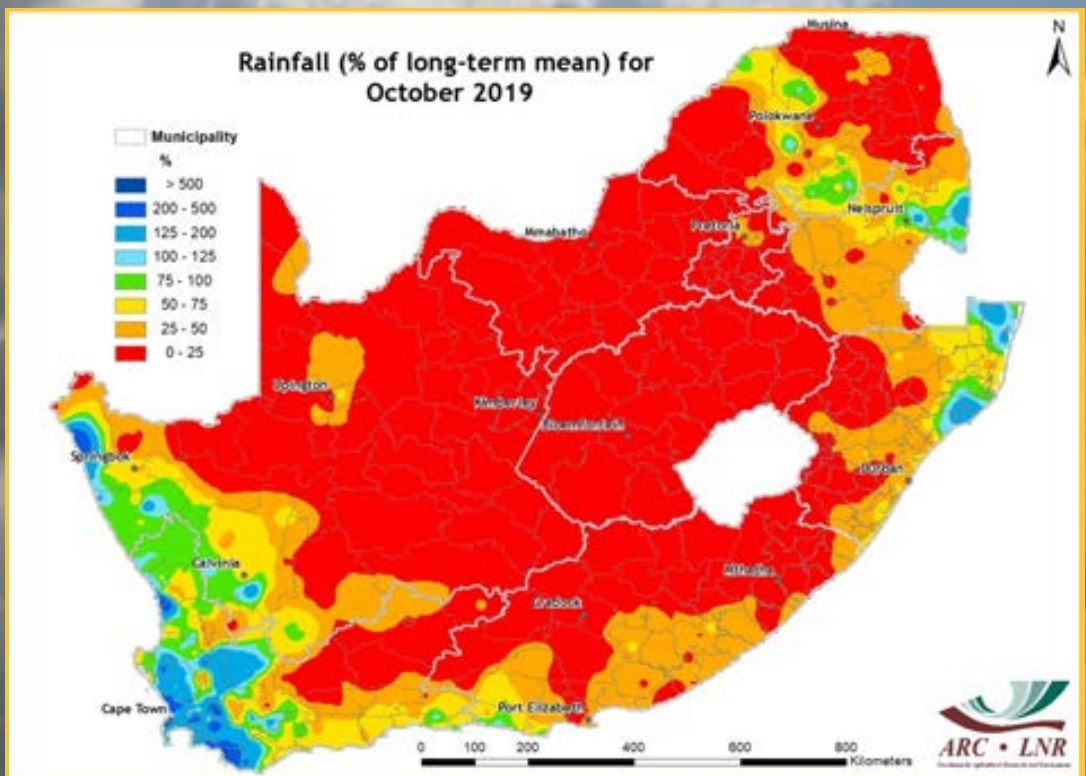 Rainfall (% of long-term mean) for
October 2019
N
Municipality
%
> 500
200 - 500
125 - 200
100 - 125
75 - 100
50 - 75
25 - 50
0 - 25
Musina
Polokwane
Nelspruit
Mmabatho
Pretoria
Upington
Kimberley
Bloemfontein
Springbok
Durban
Calvinia
Mthatha
Cradock
Cape Town
Port Elizabeth
0 100 200 400 600 800
Kilometers
ARC • LNR